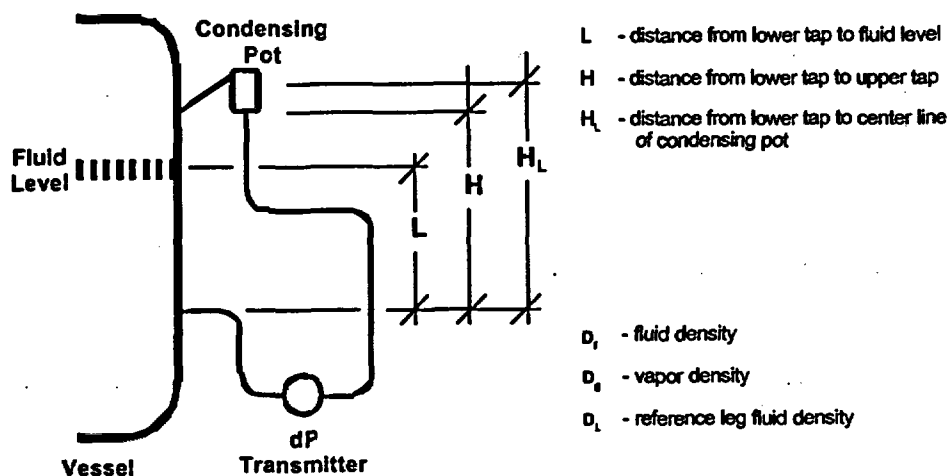 Condensing
Pot
Fluid
Level
L
H
H_L
dP
Transmitter
Vessel
L - distance from lower tap to fluid level
H - distance from lower tap to upper tap
H_L - distance from lower tap to center line
of condensing pot
D_f - fluid density
D_g - vapor density
D_L - reference leg fluid density